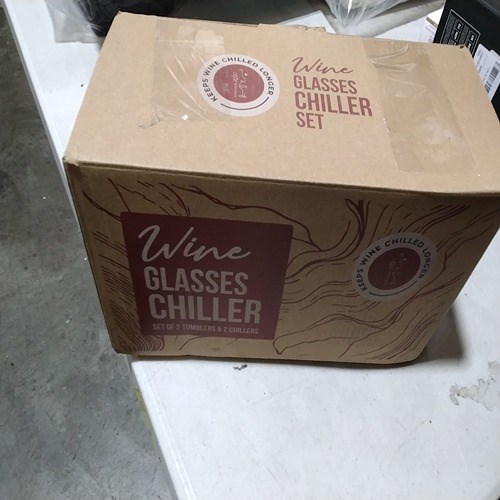 KEEPS WINE CHILLED LONGER
Wine
GLASSES
CHILLER
SET
Wine
GLASSES
CHILLER
SET OF 2 TUMBLERS & 2 CHILLERS
KEEPS WINE CHILLED LONGER